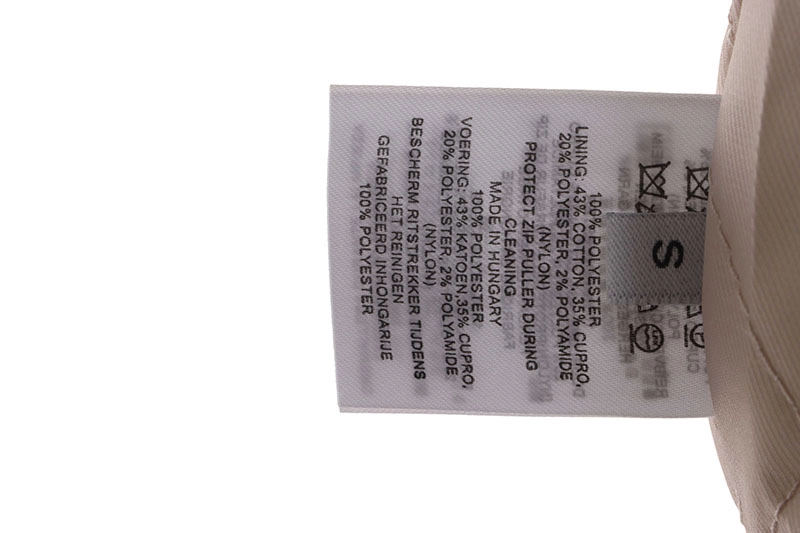 S
100% POLYESTER
LINING: 43% COTTON, 35% CUPRO,
20% POLYESTER, 2% POLYAMIDE
(NYLON)
PROTECT ZIP PULLER DURING
CLEANING
MADE IN HUNGARY
100% POLYESTER
VOERING: 43% KATOEN,35% CUPRO,
20% POLYESTER, 2% POLYAMIDE
(NYLON)
BESCHERM RITSTREKKER TIJDENS
HET REINIGEN
GEFABRICEERD INHONGARIJE
100% POLYESTER